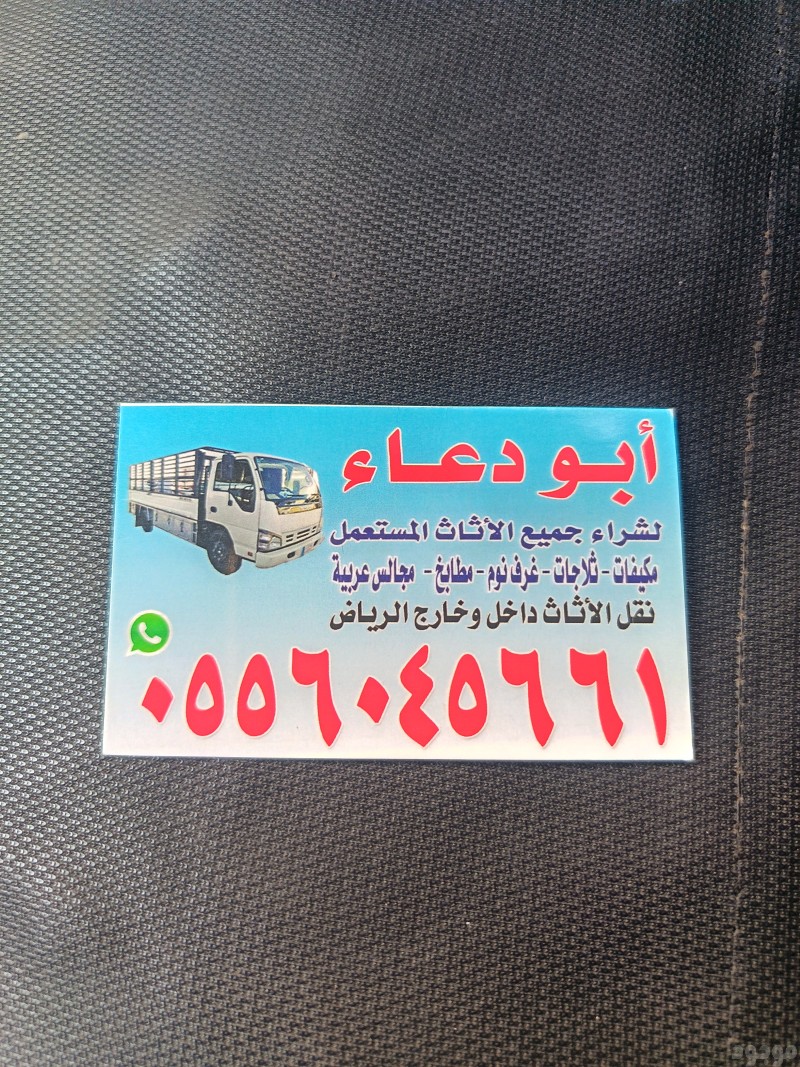 أبو دعاء
لشراء جميع الأثاث المستعمل
مكيفات - ثلاجات - غرف نوم - مطابخ - مجالس عربية
نقل الأثاث داخل وخارج الرياض
٠٥٥٦٠٤٥٦٦١